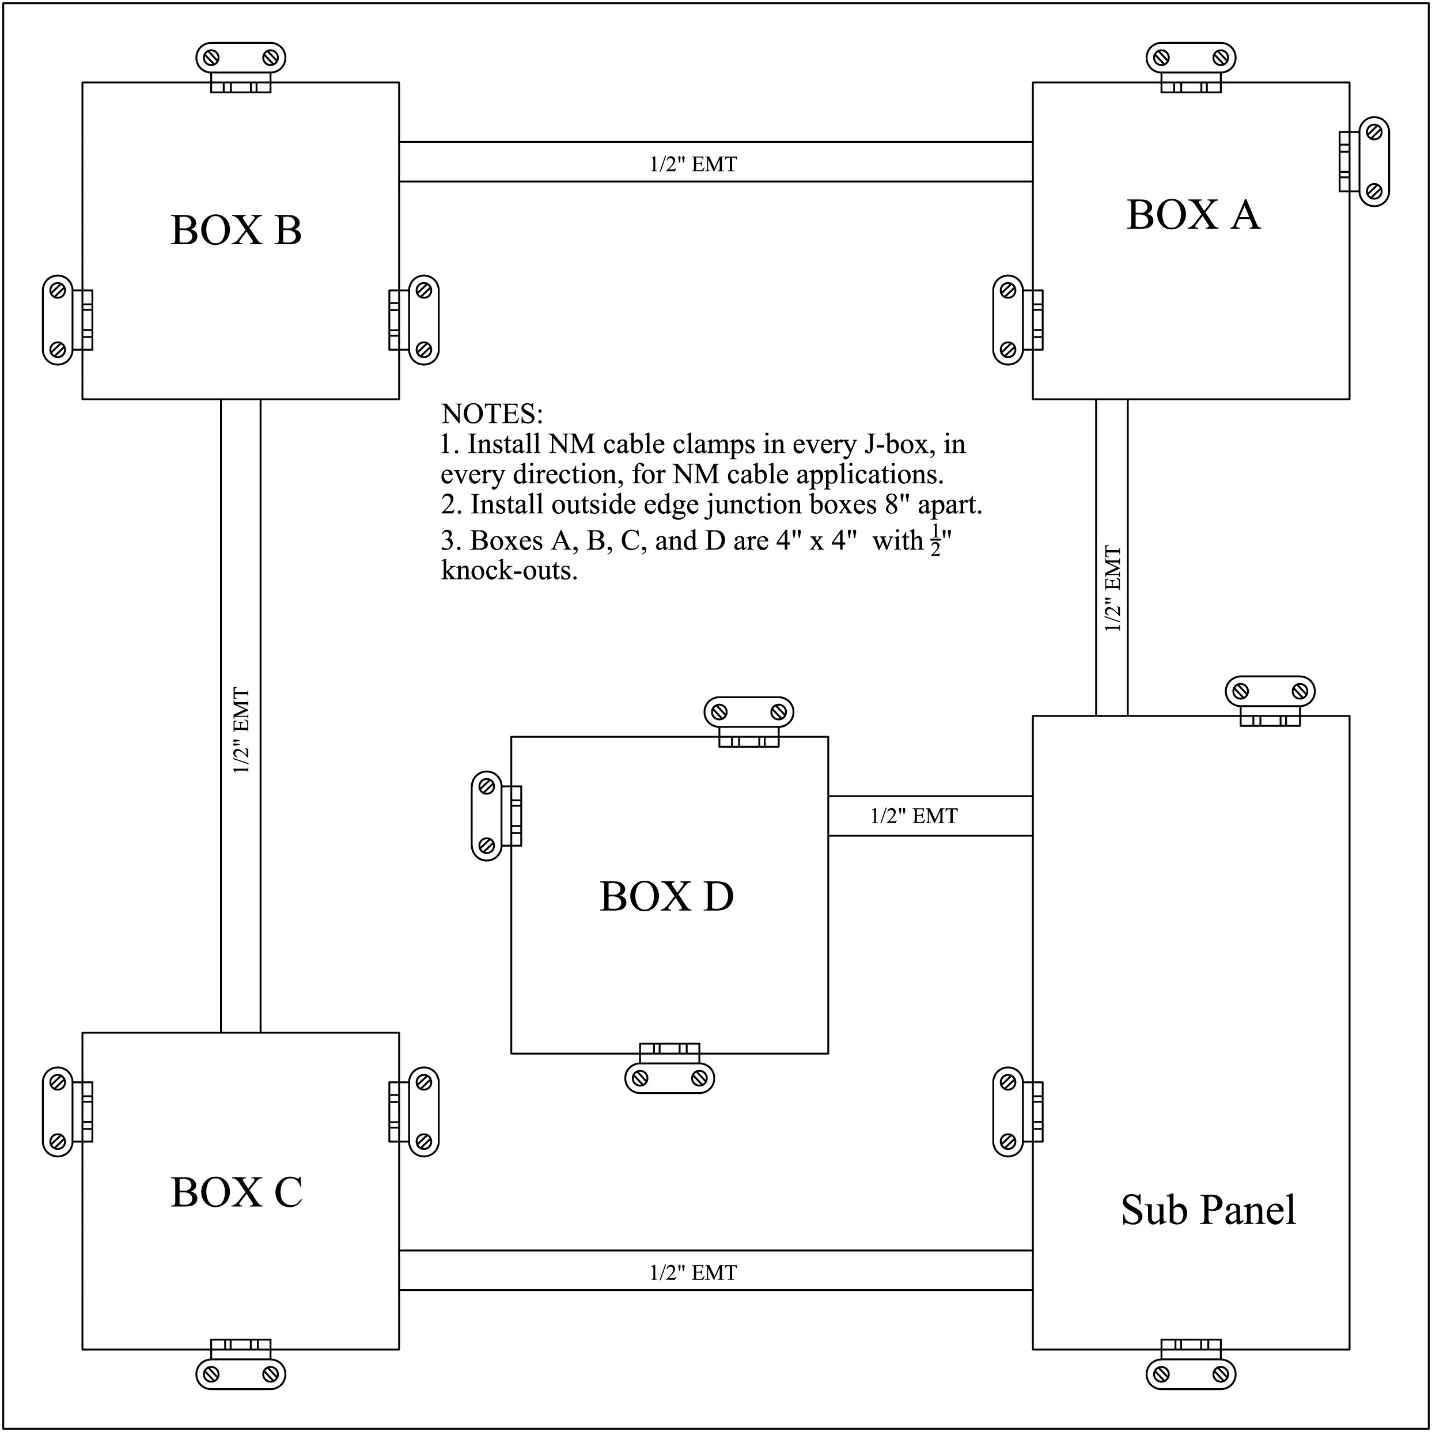 1/2" EMT
BOX B
BOX A
NOTES:
1. Install NM cable clamps in every J-box, in
every direction, for NM cable applications.
2. Install outside edge junction boxes 8" apart.
3. Boxes A, B, C, and D are 4" x 4"  with ½"
knock-outs.
1/2" EMT
1/2" EMT
1/2" EMT
BOX D
BOX C
Sub Panel
1/2" EMT